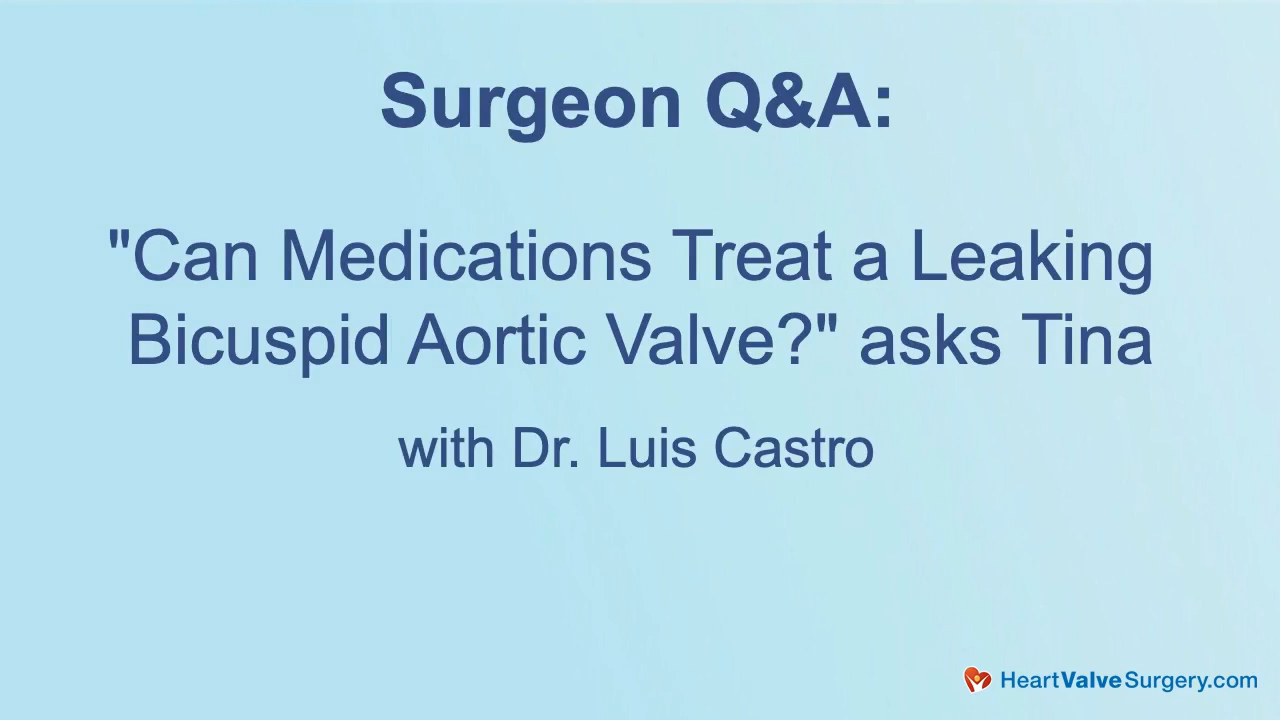 Surgeon Q&A:
"Can Medications Treat a Leaking
Bicuspid Aortic Valve?" asks Tina
with Dr. Luis Castro
HeartValveSurgery.com